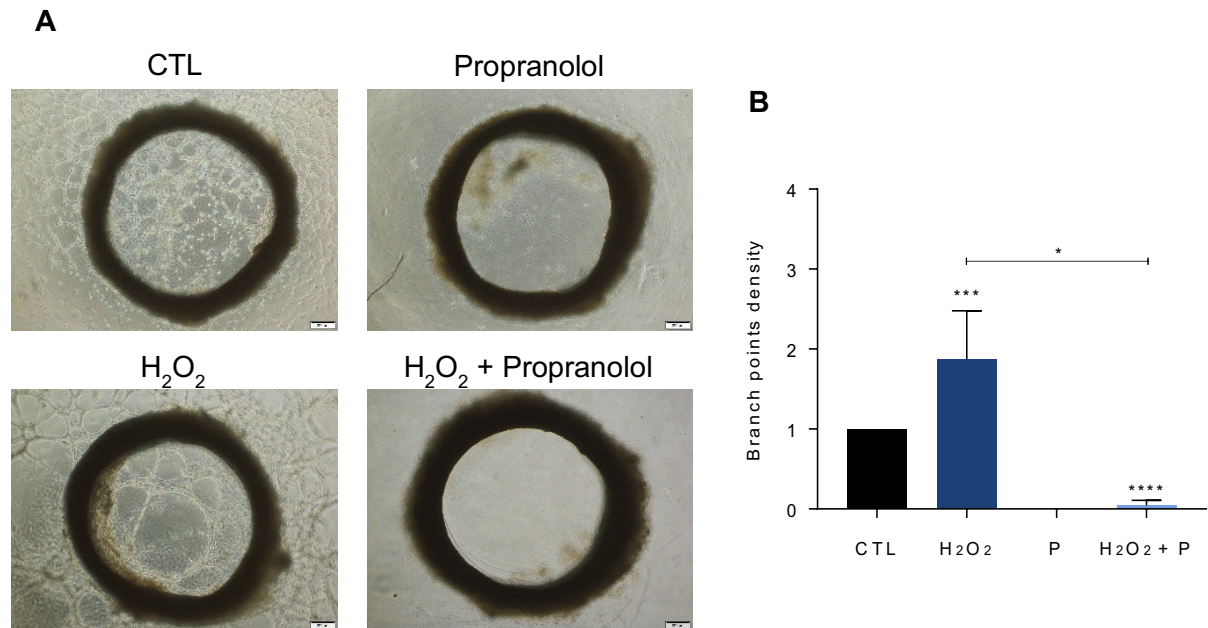 A
CTL
Propranolol
H₂O₂
H₂O₂ + Propranolol
B
Branch points density
4
3
2
1
0
*
***
****
CTL
H₂O₂
P
H₂O₂ + P